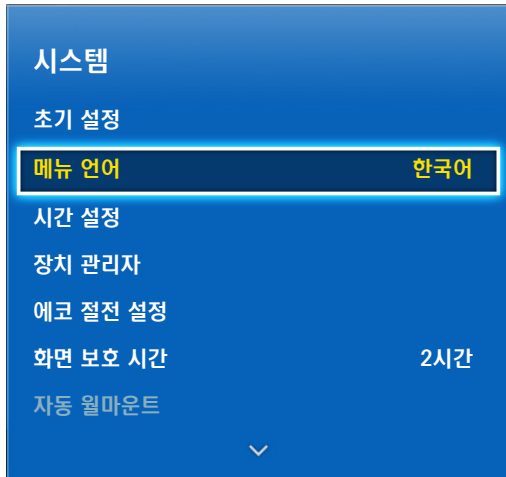 시스템
초기 설정
메뉴 언어 한국어
시간 설정
장치 관리자
에코 절전 설정
화면 보호 시간 2시간
자동 월마운트